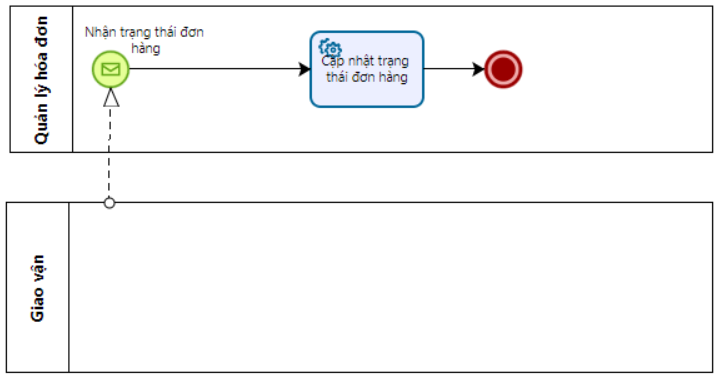 Quản lý hóa đơn
Nhận trạng thái đơn
hàng
Cập nhật trạng
thái đơn hàng
Giao vận